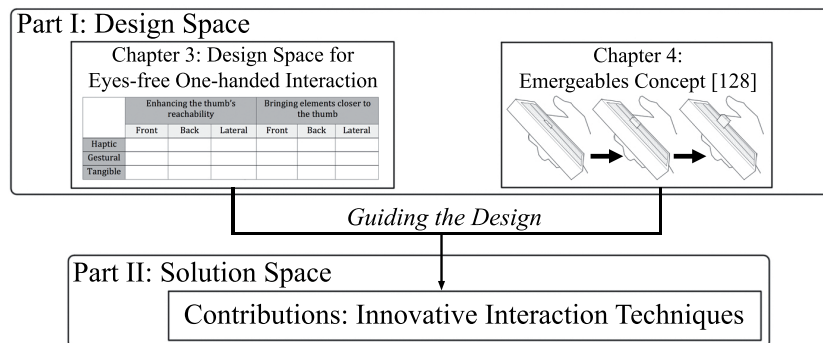 Part I: Design Space
Chapter 3: Design Space for
Eyes-free One-handed Interaction
Enhancing the thumb's
reachability
Bringing elements closer to
the thumb
Front Back Lateral Front Back Lateral
Haptic
Gestural
Tangible
Chapter 4:
Emergeables Concept [128]
Guiding the Design
Part II: Solution Space
Contributions: Innovative Interaction Techniques